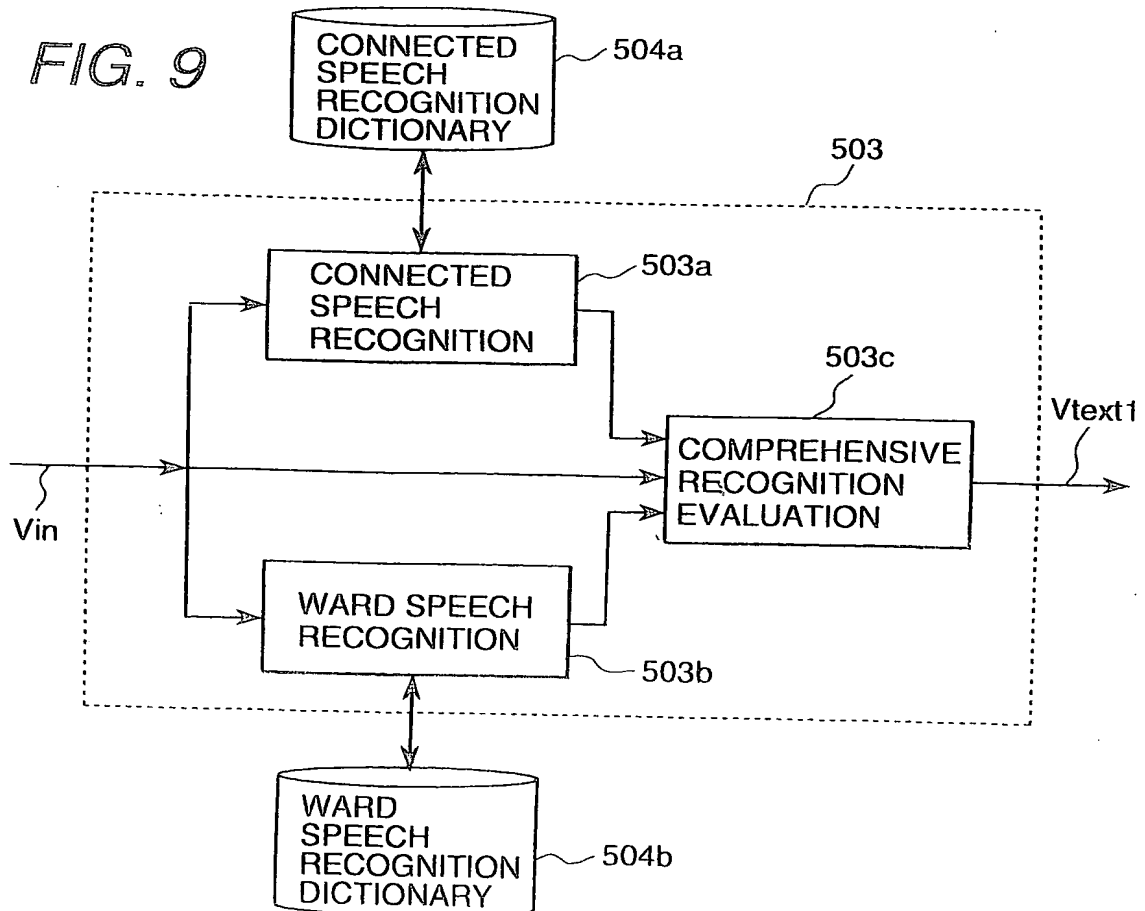 FIG. 9
CONNECTED
SPEECH
RECOGNITION
DICTIONARY
504a
503
CONNECTED
SPEECH
RECOGNITION
503a
503c
COMPREHENSIVE
RECOGNITION
EVALUATION
Vtext1
Vin
WARD SPEECH
RECOGNITION
503b
WARD
SPEECH
RECOGNITION
DICTIONARY
504b